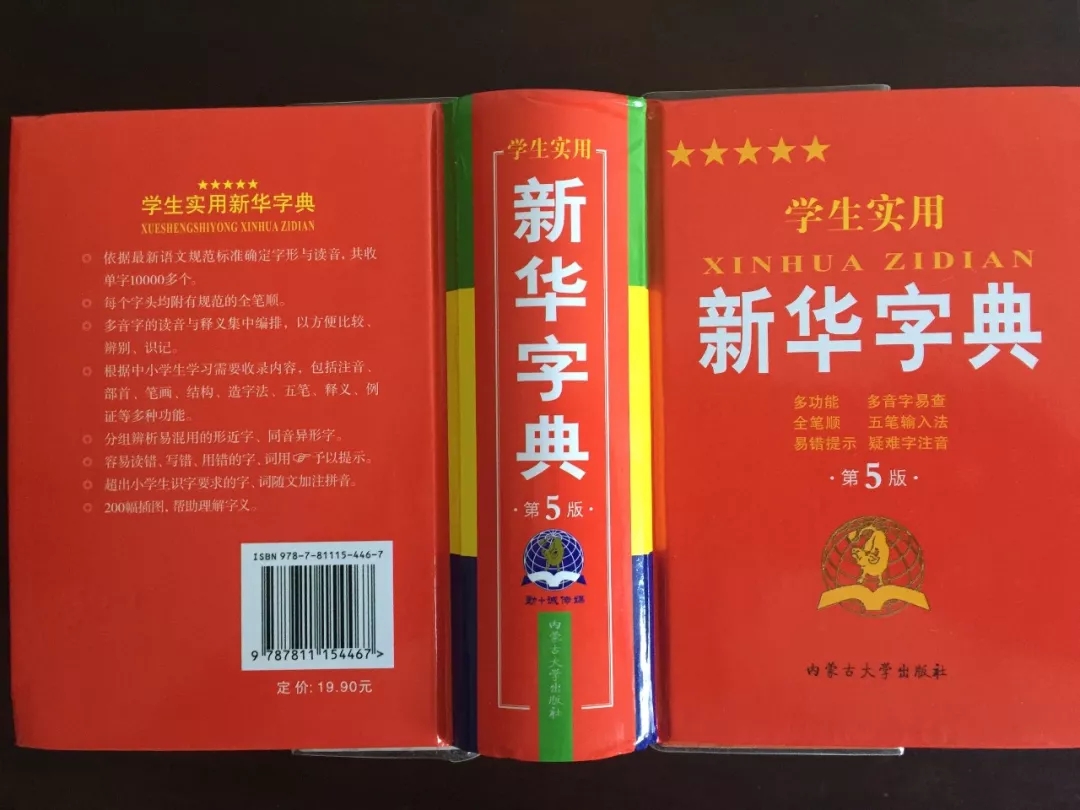 ★★★★★
学生实用新华字典
XUESHENGSHIYONG XINHUA ZIDIAN
依据最新语文规范标准确定字形与读音,共收
单字10000多个。
每个字头均附有规范的全笔顺。
多音字的读音与释义集中编排,以方便比较、
辨别、识记。
根据中小学生学习需要收录内容,包括注音、
部首、笔画、结构、造字法、五笔、释义、例
证等多种功能。
分组辨析易混用的形近字、同音异形字。
容易读错、写错、用错的字,词用☞予以提示。
超出小学生识字要求的字、词随文加注拼音。
200幅插图,帮助理解字义。
ISBN 978-7-81115-446-7
9 787811 154467>
定价: 19.90元
学生实用
新华字典
·第5版·
勤+诚传媒
内蒙古大学出版社
★★★★★
学生实用
XINHUA ZIDIAN
新华字典
多功能 多音字易查
全笔顺 五笔输入法
易错提示 疑难字注音
·第5版·
内蒙古大学出版社